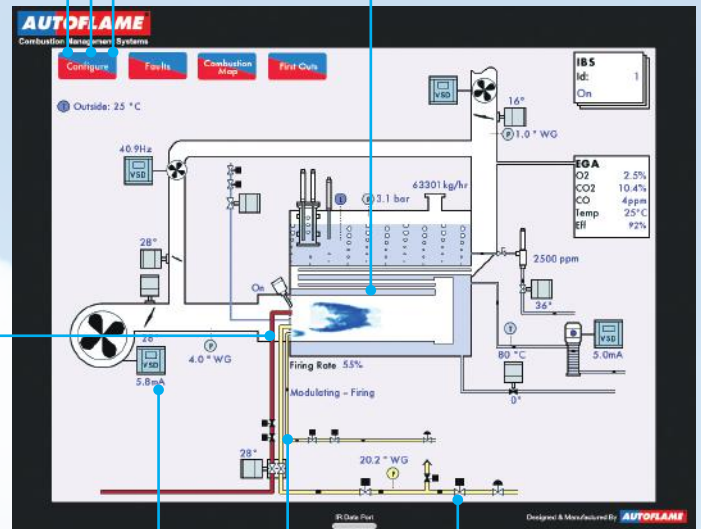 AUTOFLAME
Combustion Management Systems
Configure
Faults
Combustion Map
First Outs
IBS
Id: 1
On
T Outside: 25 °C
VSD
16°
P 1.0 " WG
40.9Hz
VSD
EGA
O2 2.5%
CO2 10.4%
CO 4ppm
Temp 25°C
Eff 92%
63301kg/hr
L
P 3.1 bar
28°
2500 ppm
On
36°
28°
P
4.0 " WG
VSD
5.8mA
T
80 °C
VSD
5.0mA
Firing Rate 55%
0°
Modulating – Firing
28°
20.2 " WG
P
IR Data Port
Designed & Manufactured By AUTOFLAME